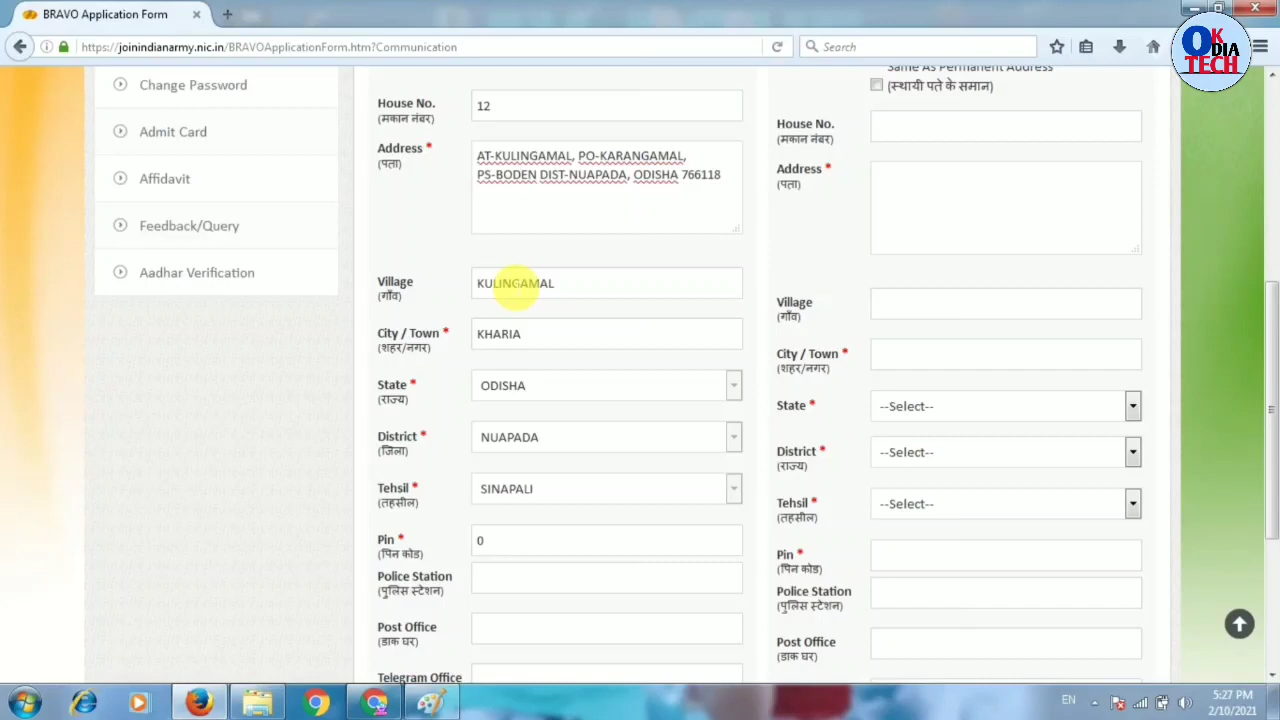 BRAVO Application Form
https://joinindianarmy.nic.in/BRAVOApplicationForm.htm?Communication
Search
OK
DIA
TECH
Change Password
Admit Card
Affidavit
Feedback/Query
Aadhar Verification
House No.
(मकान नंबर)
12
Address *
(पता)
AT-KULINGAMAL, PO-KARANGAMAL,
PS-BODEN DIST-NUAPADA, ODISHA 766118
Village
(गाँव)
KULINGAMAL
City / Town *
(शहर/नगर)
KHARIA
State *
(राज्य)
ODISHA
District *
(जिला)
NUAPADA
Tehsil *
(तहसील)
SINAPALI
Pin *
(पिन कोड)
0
Police Station
(पुलिस स्टेशन)
Post Office
(डाक घर)
Telegram Office
Same As Permanent Address
(स्थायी पते के समान)
House No.
(मकान नंबर)
Address *
(पता)
Village
(गाँव)
City / Town *
(शहर/नगर)
State *
--Select--
District *
(राज्य)
--Select--
Tehsil *
(तहसील)
--Select--
Pin *
(पिन कोड)
Police Station
(पुलिस स्टेशन)
Post Office
(डाक घर)
EN
5:27 PM
2/10/2021